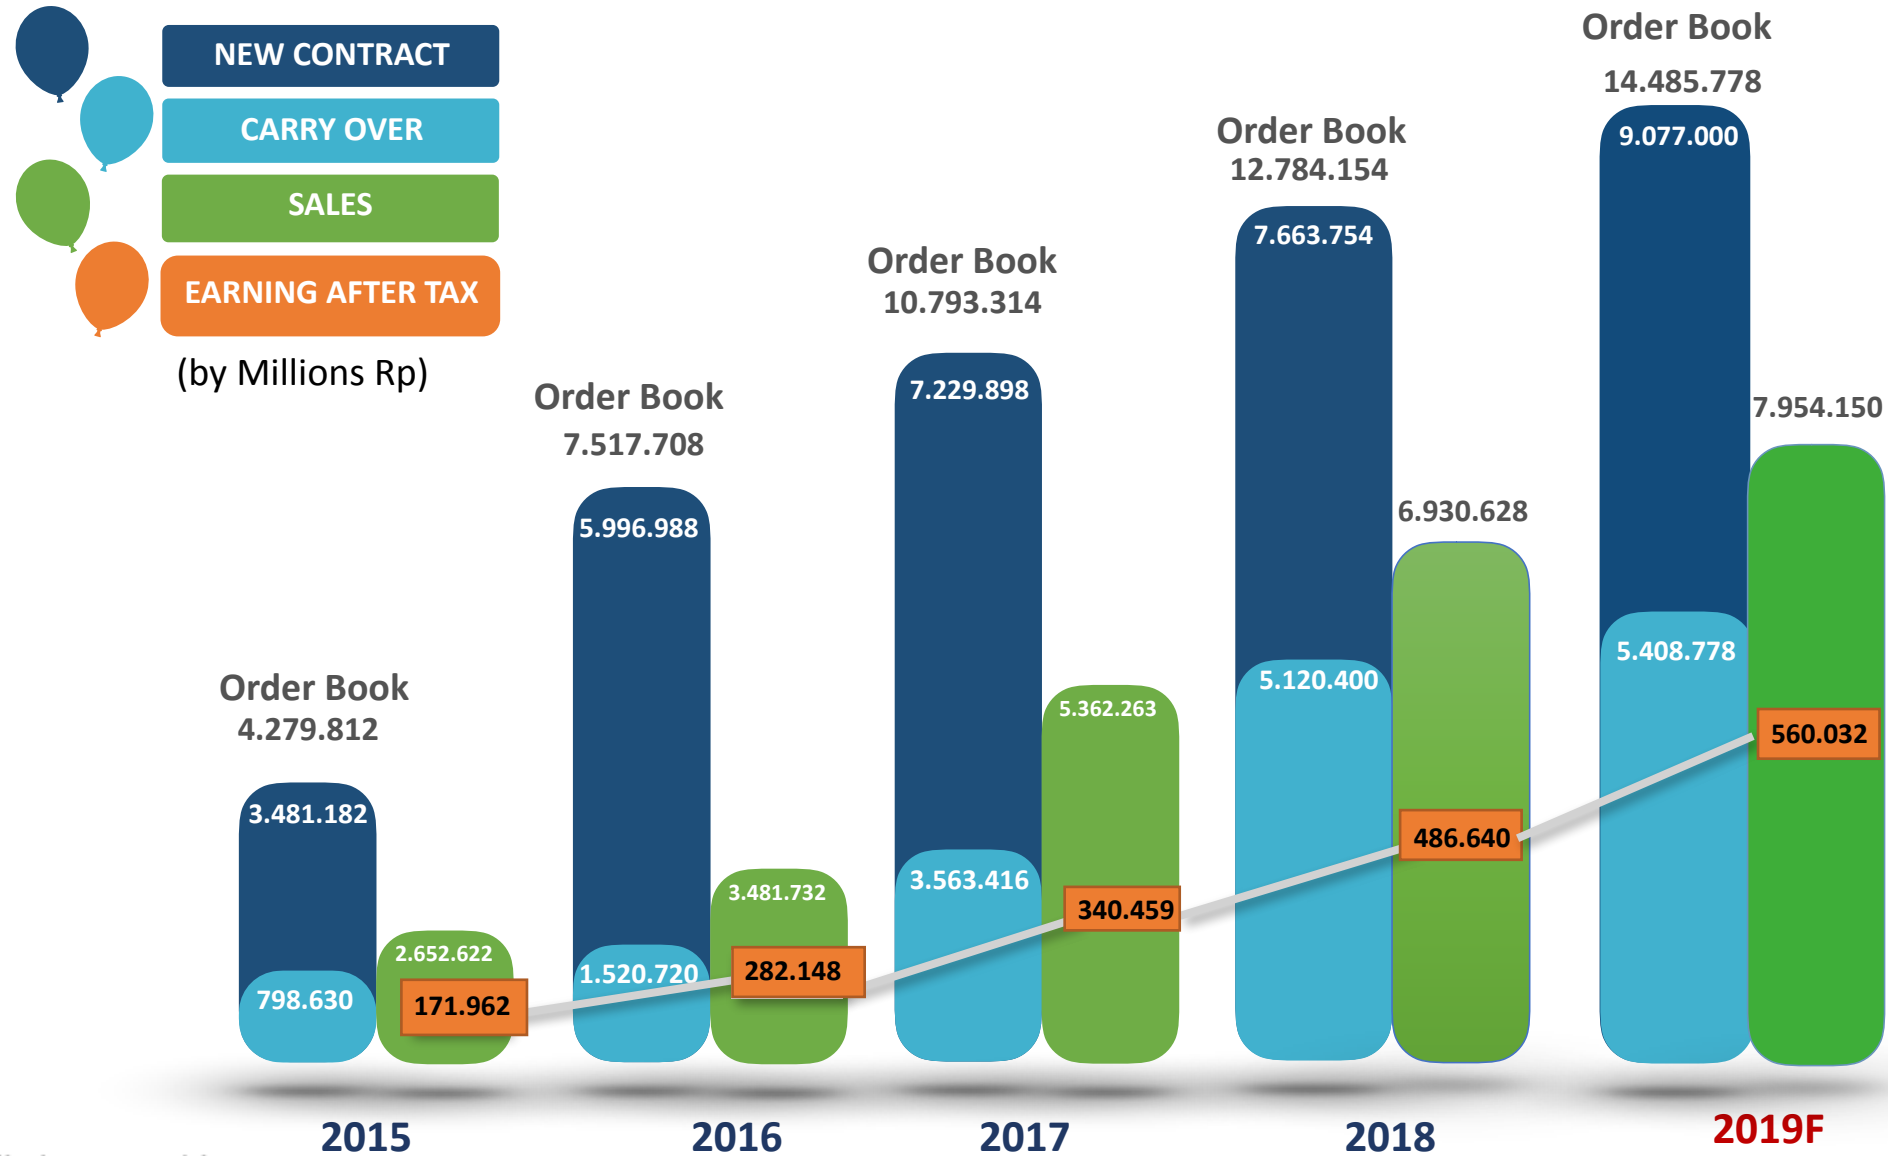 NEW CONTRACT
CARRY OVER
SALES
EARNING AFTER TAX
(by Millions Rp)
Order Book
4.279.812
3.481.182
798.630
2.652.622
171.962
Order Book
7.517.708
5.996.988
1.520.720
3.481.732
282.148
Order Book
10.793.314
7.229.898
3.563.416
5.362.263
340.459
Order Book
12.784.154
7.663.754
5.120.400
6.930.628
486.640
Order Book
14.485.778
9.077.000
5.408.778
7.954.150
560.032
2015
2016
2017
2018
2019F